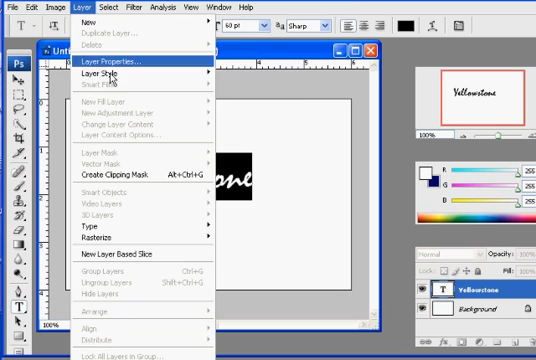 File Edit Image Layer Select Filter Analysis View Window Help
60 pt
Sharp
New
Duplicate Layer...
Delete
Layer Properties...
Layer Style
New Fill Layer
New Adjustment Layer
Change Layer Content
Layer Content Options...
Layer Mask
Vector Mask
Create Clipping Mask Alt+Ctrl+G
Smart Objects
Video Layers
3D Layers
Type
Rasterize
New Layer Based Slice
Group Layers Ctrl+G
Ungroup Layers Shift+Ctrl+G
Hide Layers
Arrange
Align
Distribute
Lock All Layers in Group...
Ps
100%
one
Yellowstone
100%
R 255
G 255
B 255
Normal Opacity: 100%
Lock: Fill: 100%
Yellowstone
Background